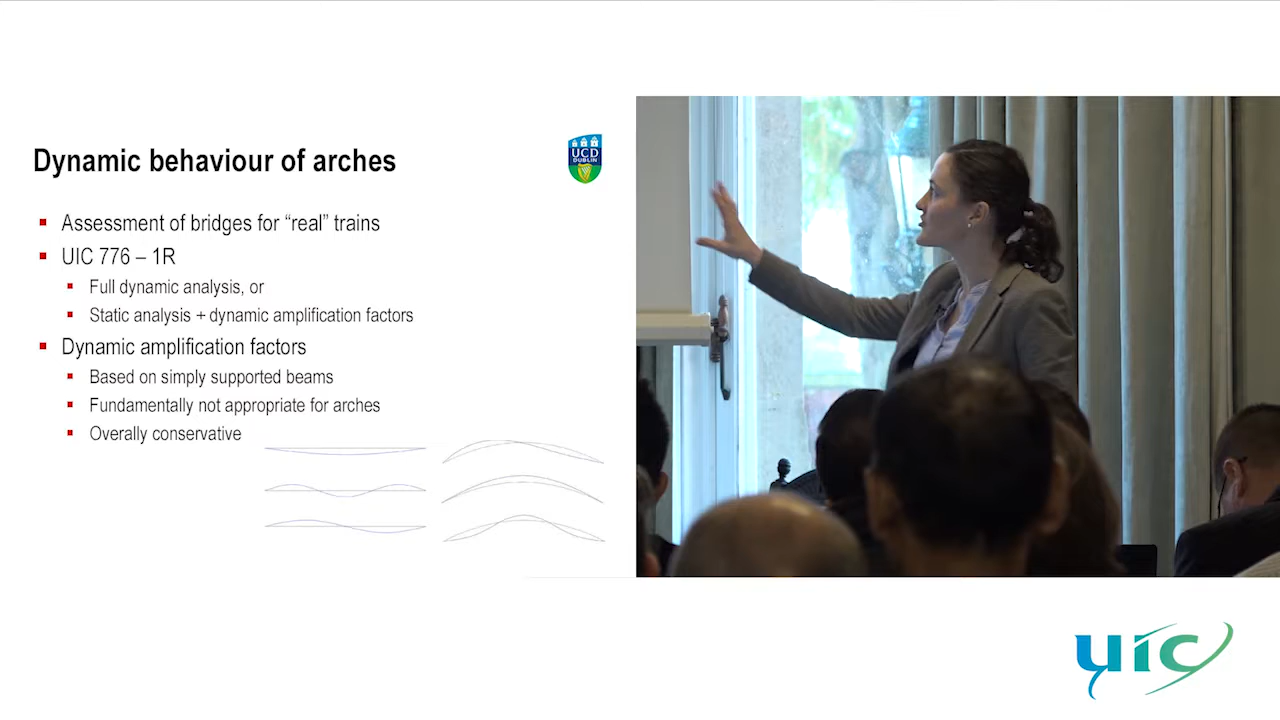 Dynamic behaviour of arches
UCD
DUBLIN
Assessment of bridges for “real” trains
UIC 776 – 1R
Full dynamic analysis, or
Static analysis + dynamic amplification factors
Dynamic amplification factors
Based on simply supported beams
Fundamentally not appropriate for arches
Overally conservative
uic